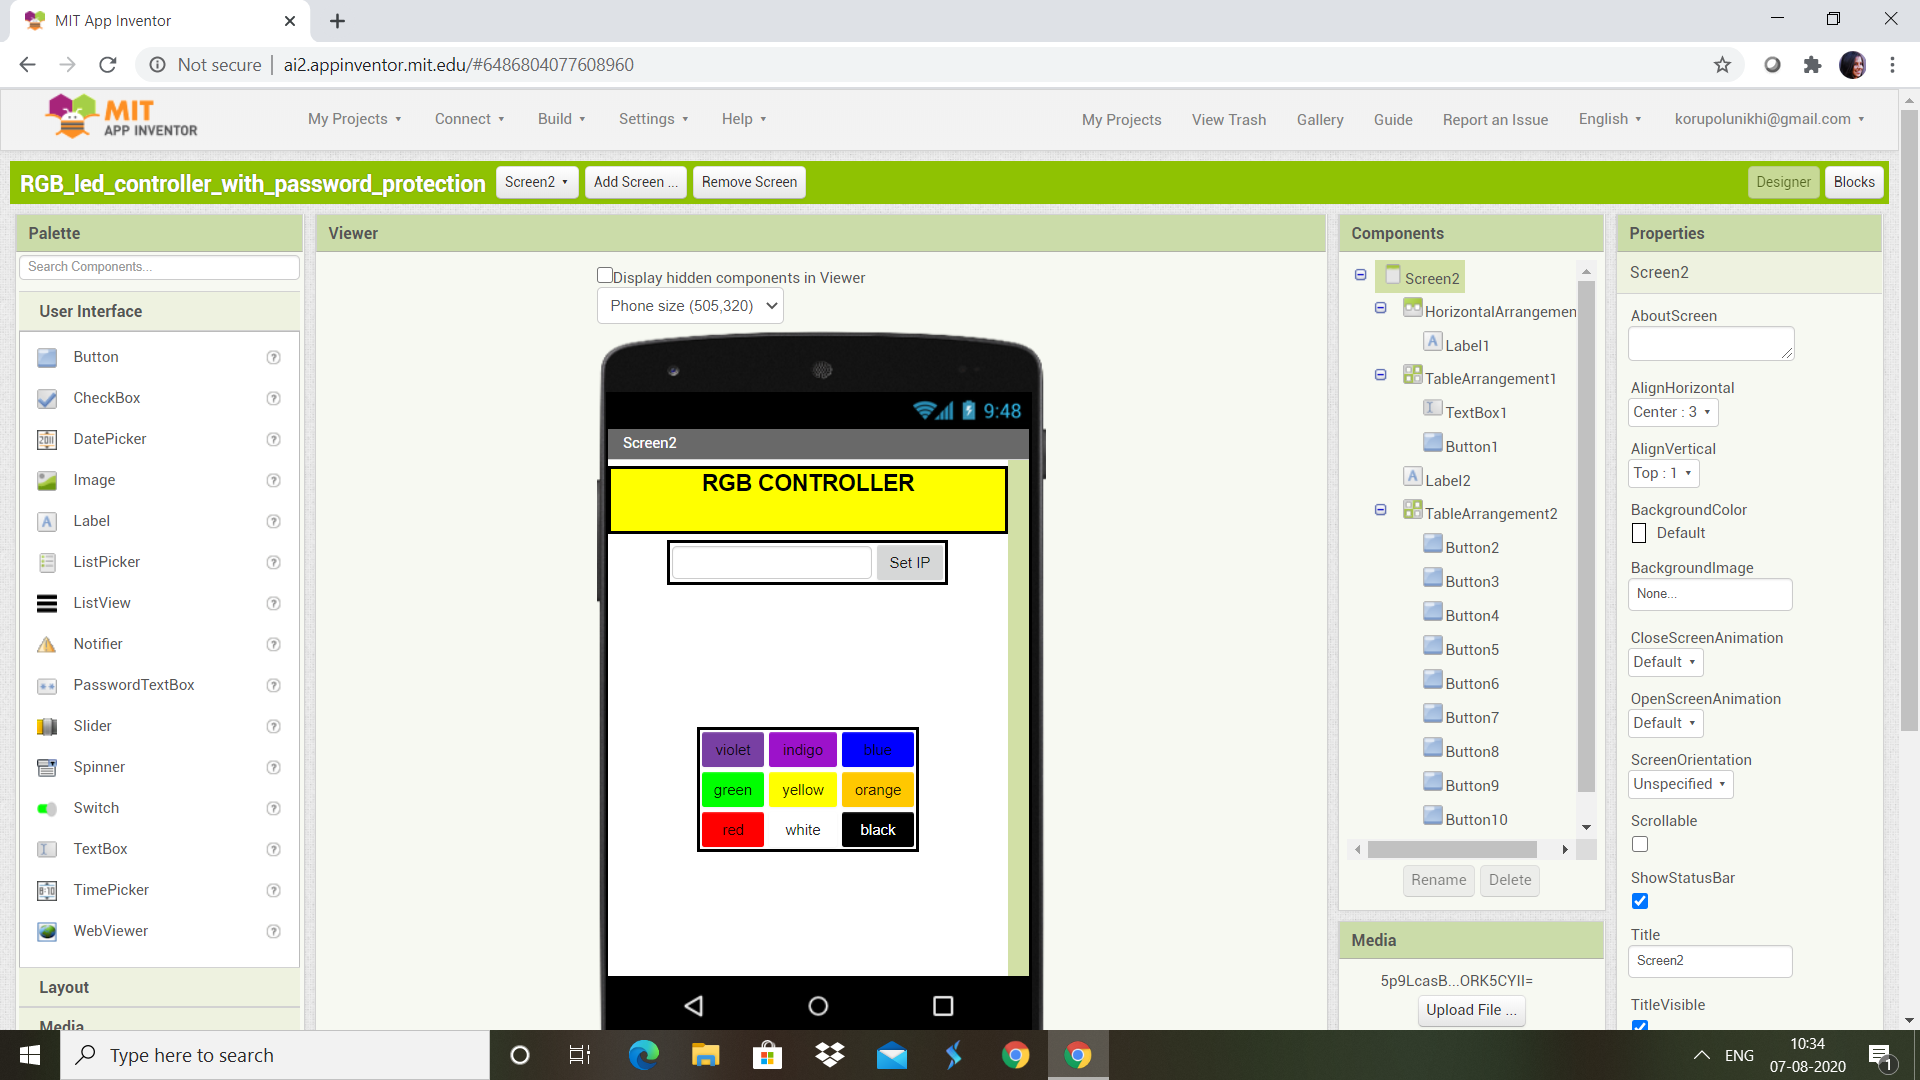 MIT App Inventor
Not secure | ai2.appinventor.mit.edu/#6486804077608960
MIT
APP INVENTOR
My Projects
Connect
Build
Settings
Help
My Projects
View Trash
Gallery
Guide
Report an Issue
English
korupolunikhi@gmail.com
RGB_led_controller_with_password_protection
Screen2
Add Screen ...
Remove Screen
Designer
Blocks
Palette
Search Components...
User Interface
Button
CheckBox
DatePicker
Image
Label
ListPicker
ListView
Notifier
PasswordTextBox
Slider
Spinner
Switch
TextBox
TimePicker
WebViewer
Layout
Media
Viewer
Display hidden components in Viewer
Phone size (505,320)
9:48
Screen2
RGB CONTROLLER
Set IP
violet indigo blue
green yellow orange
red white black
Components
Screen2
HorizontalArrangemen
Label1
TableArrangement1
TextBox1
Button1
Label2
TableArrangement2
Button2
Button3
Button4
Button5
Button6
Button7
Button8
Button9
Button10
Rename
Delete
Media
5p9LcasB...ORK5CYII=
Upload File ...
Properties
Screen2
AboutScreen
AlignHorizontal
Center : 3
AlignVertical
Top : 1
BackgroundColor
Default
BackgroundImage
None...
CloseScreenAnimation
Default
OpenScreenAnimation
Default
ScreenOrientation
Unspecified
Scrollable
ShowStatusBar
Title
Screen2
TitleVisible
Type here to search
ENG
10:34
07-08-2020
1